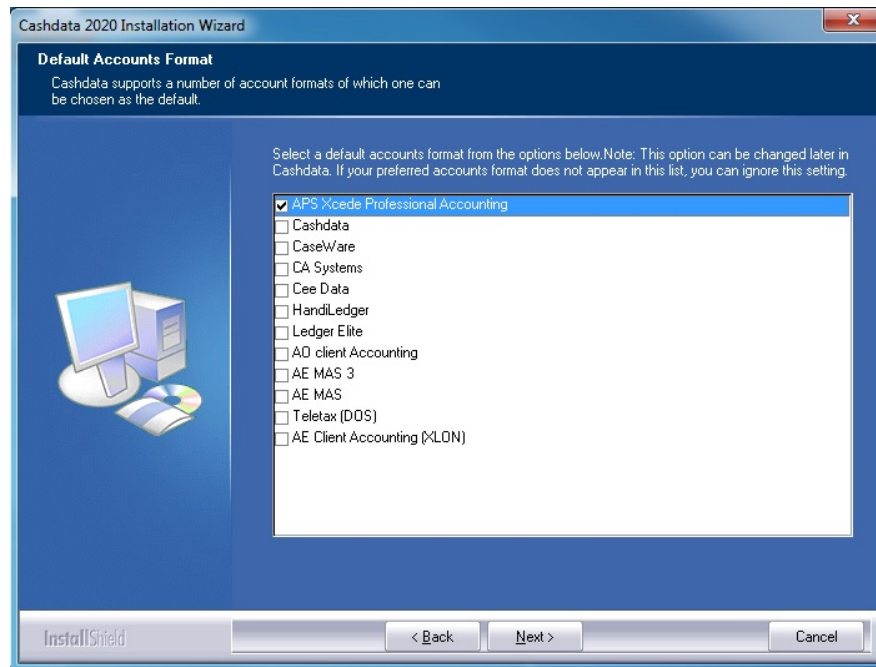 Cashdata 2020 Installation Wizard
Default Accounts Format
Cashdata supports a number of account formats of which one can
be chosen as the default.
Select a default accounts format from the options below.Note: This option can be changed later in
Cashdata. If your preferred accounts format does not appear in this list, you can ignore this setting.
APS Xcede Professional Accounting
Cashdata
CaseWare
CA Systems
Cee Data
HandiLedger
Ledger Elite
AO client Accounting
AE MAS 3
AE MAS
Teletax (DOS)
AE Client Accounting (XLON)
InstallShield
< Back
Next >
Cancel